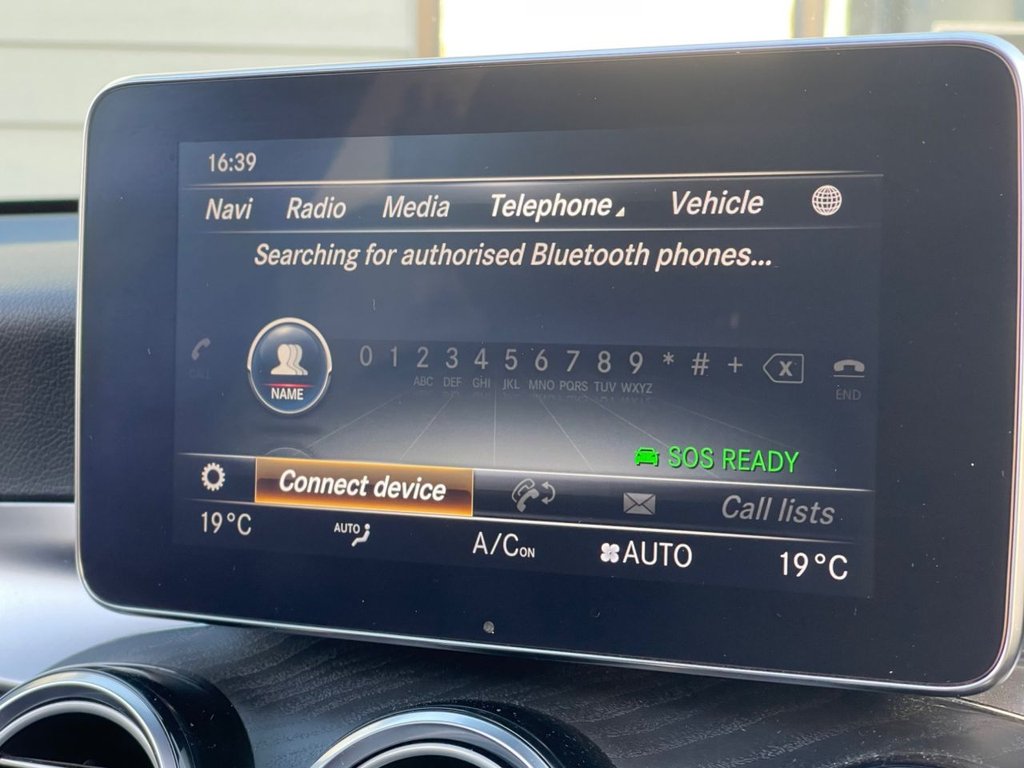 16:39
Navi Radio Media Telephone Vehicle
Searching for authorised Bluetooth phones...
CALL
0 1 2 3 4 5 6 7 8 9 * # + X
ABC DEF GHI JKL MNO PQRS TUV WXYZ
NAME
END
SOS READY
Connect device Call lists
19°C AUTO A/C ON AUTO 19°C